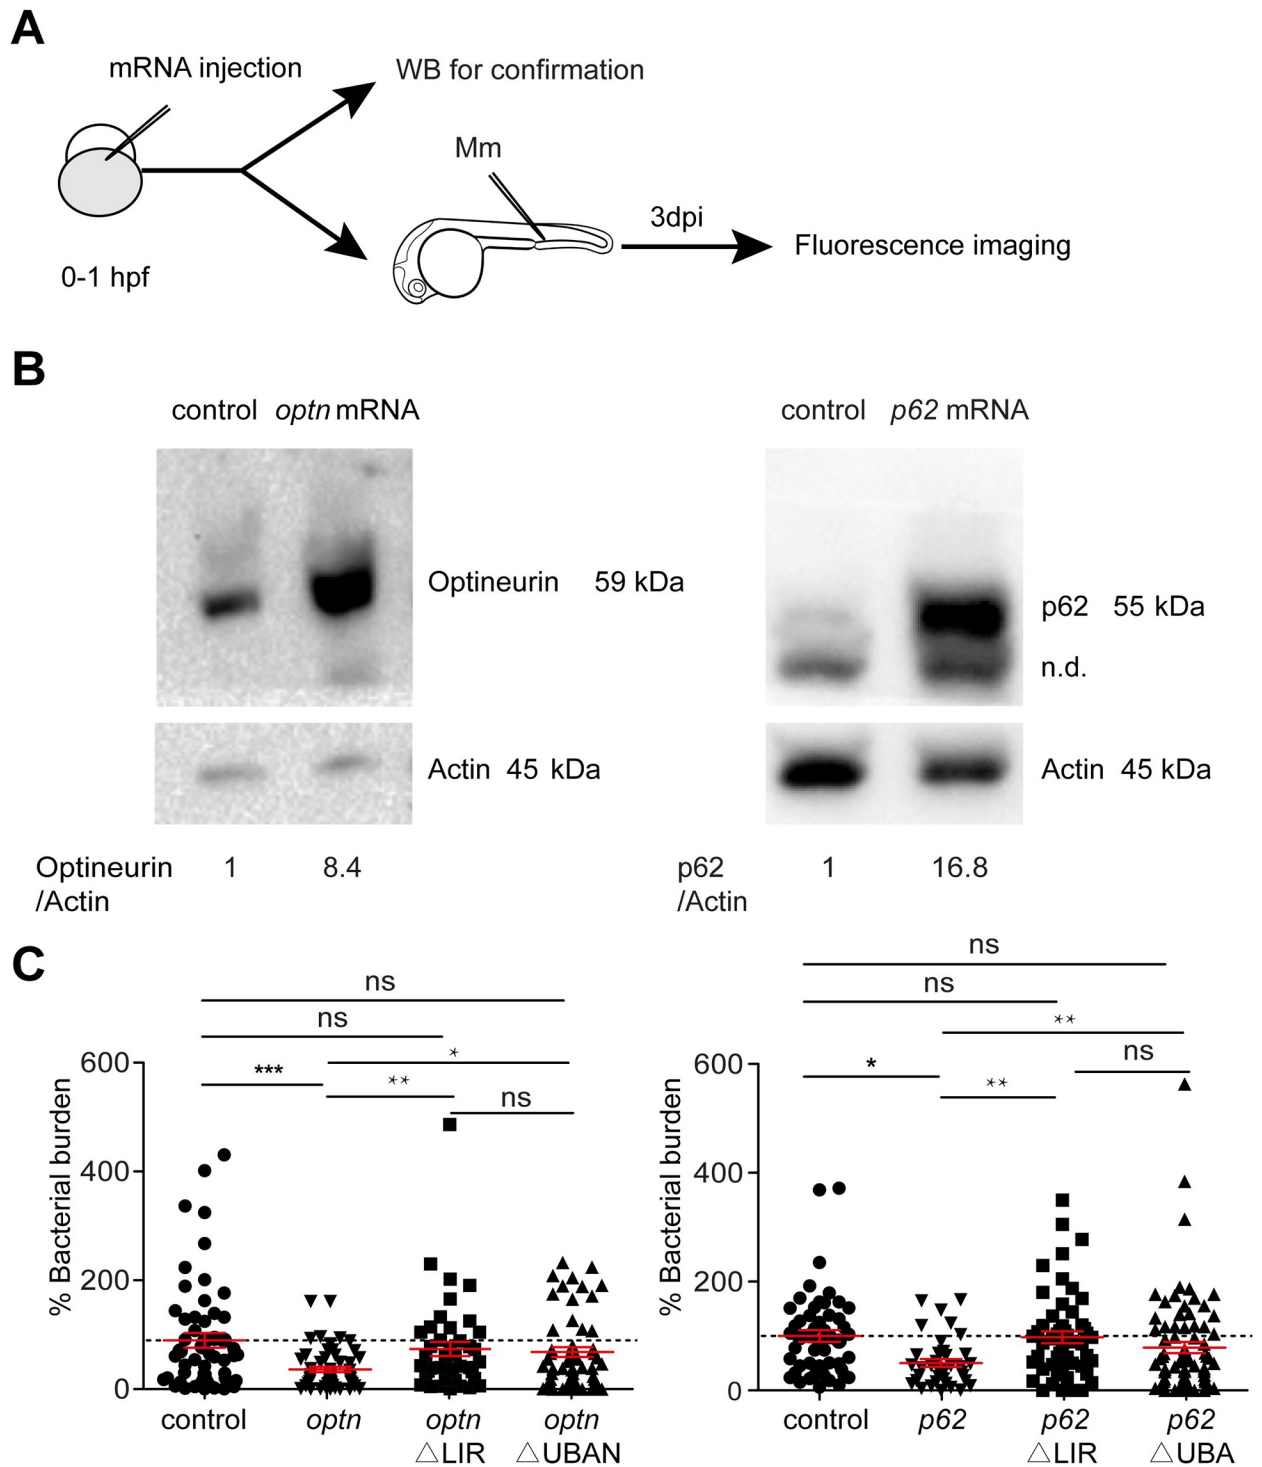 A
mRNA injection
WB for confirmation
Mm
3dpi
Fluorescence imaging
0-1 hpf
B
control optn mRNA
control p62 mRNA
Optineurin 59 kDa
p62 55 kDa
n.d.
Actin 45 kDa
Actin 45 kDa
Optineurin 1 8.4
/Actin
p62 1 16.8
/Actin
C
ns
ns
*
***
**
ns
% Bacterial burden
600
400
200
0
control optn optn optn
△LIR △UBAN
ns
ns
**
ns
*
**
% Bacterial burden
600
400
200
0
control p62 p62 p62
△LIR △UBA